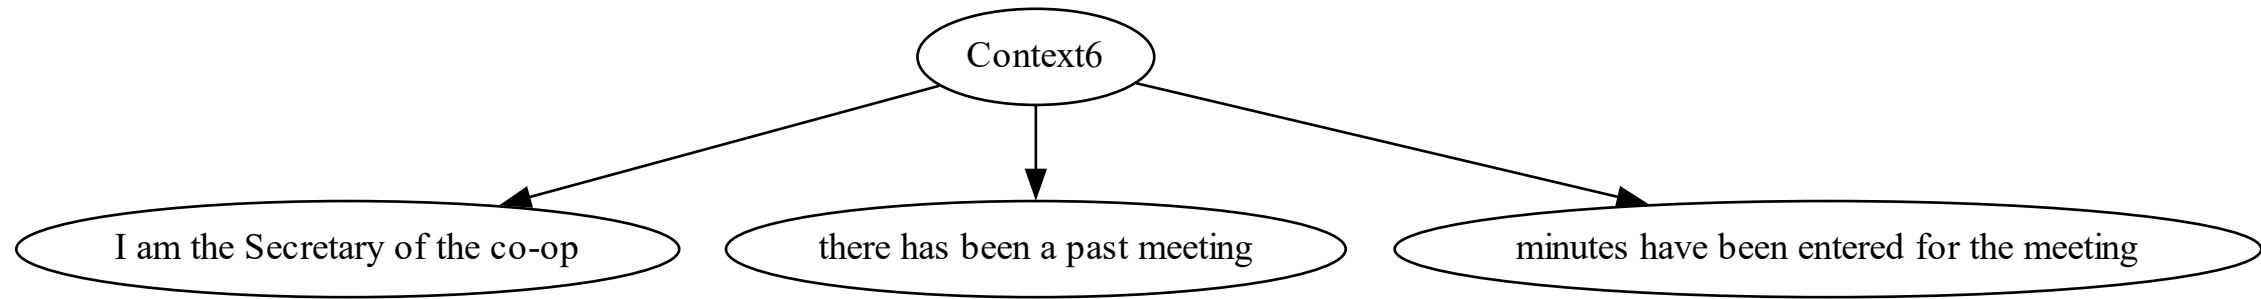 Context6
I am the Secretary of the co-op
there has been a past meeting
minutes have been entered for the meeting